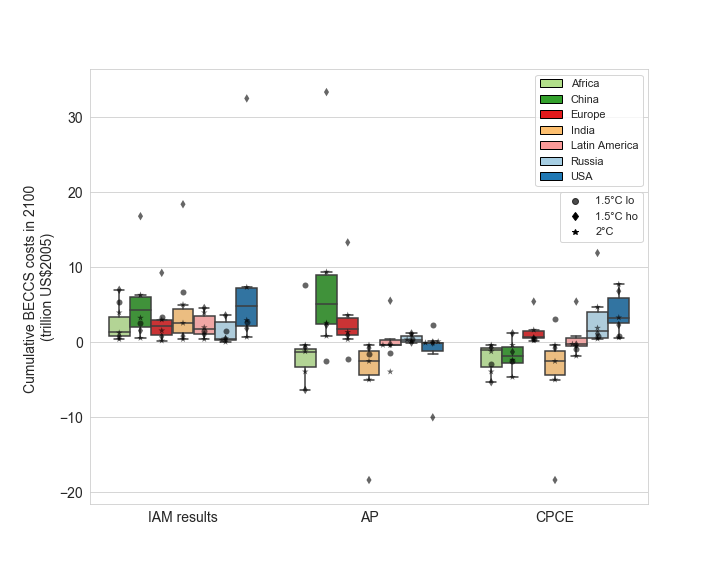 Cumulative BECCS costs in 2100
(trillion US$2005)
30
20
10
0
−10
−20
IAM results
AP
CPCE
Africa
China
Europe
India
Latin America
Russia
USA
1.5°C lo
1.5°C ho
2°C